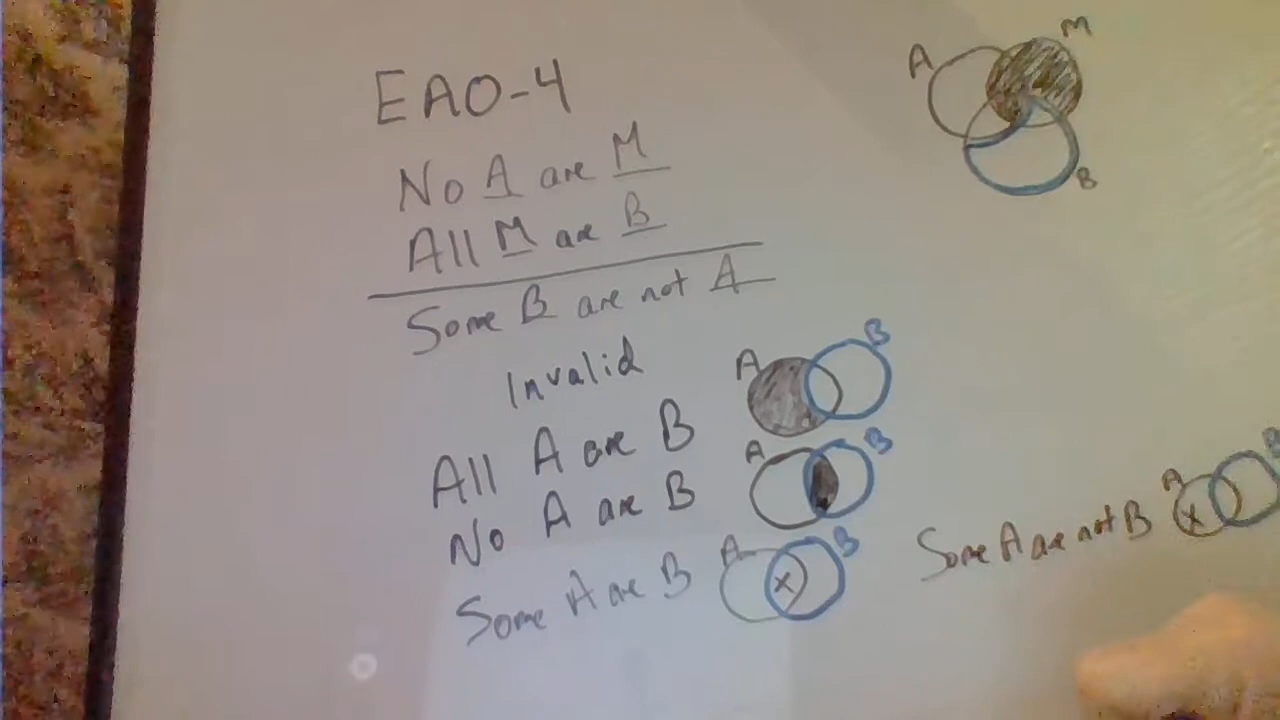 EAO-4
No A are M
All M are B
Some B are not A
Invalid
All A are B
No A are B
Some A are B
Some A are not B
A
M
B
A
B
A
B
A
B
x
A
B
x